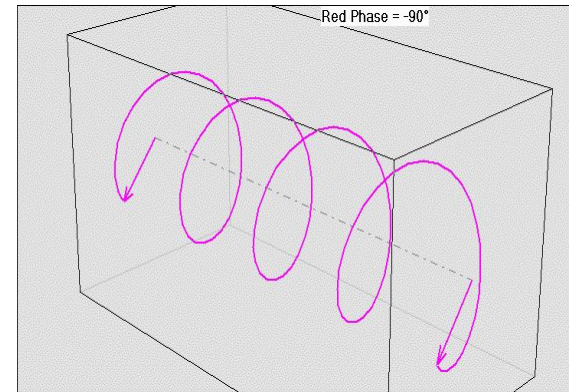 Red Phase = -90°